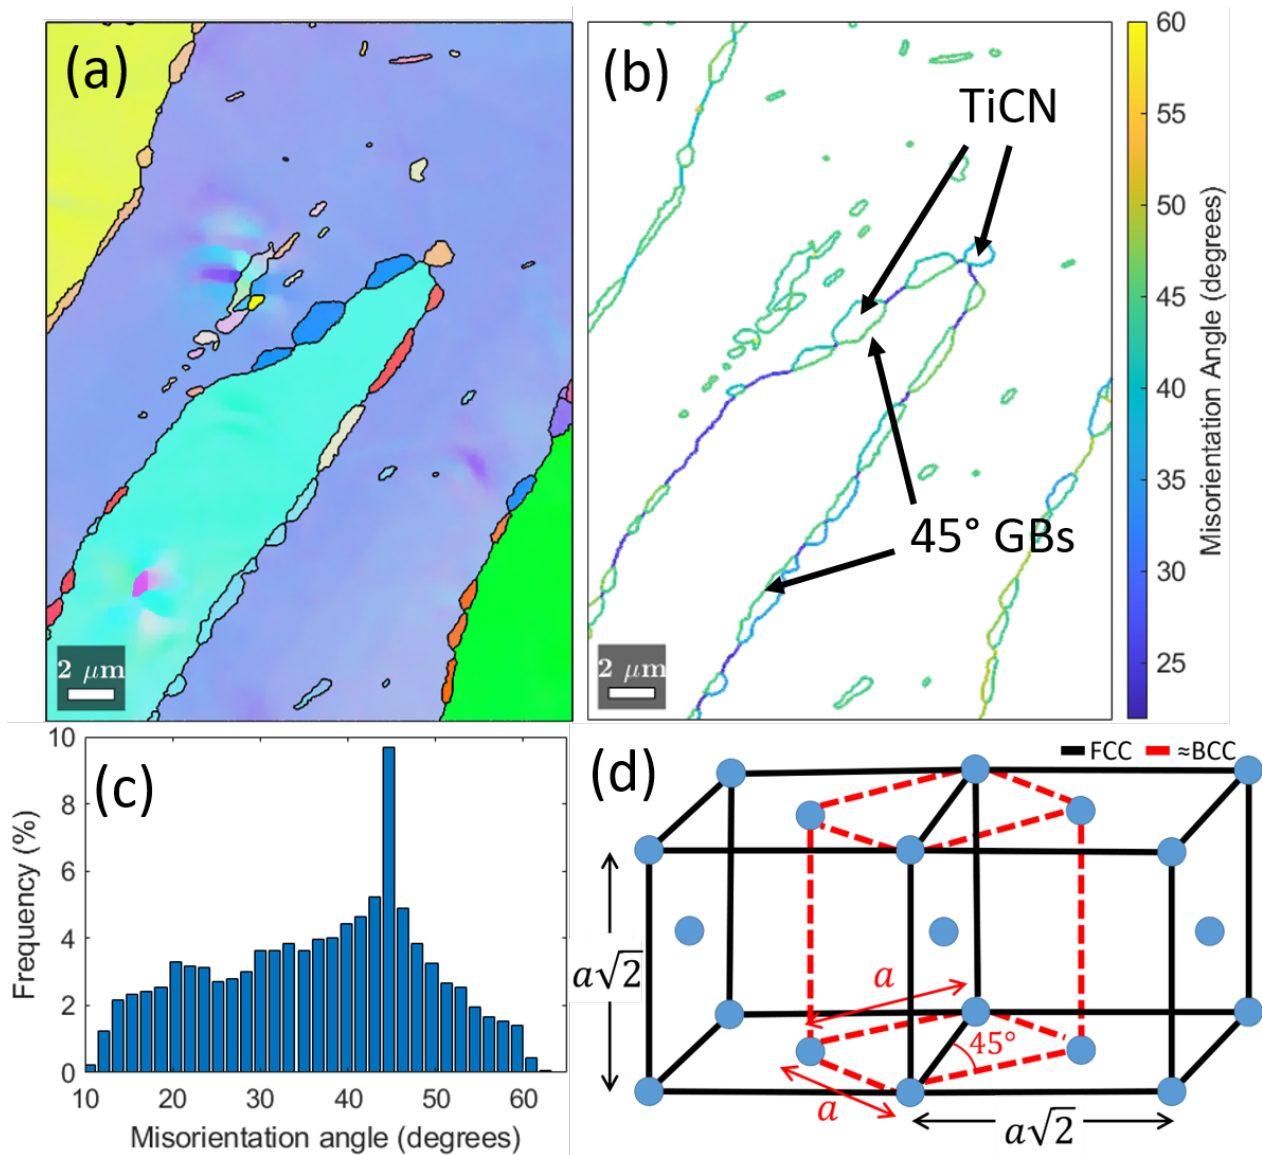 (a)
2 μm
(b)
TiCN
45° GBs
2 μm
60
55
50
45
40
35
30
25
Misorientation Angle (degrees)
(c)
10
8
6
4
2
0
Frequency (%)
10 20 30 40 50 60
Misorientation angle (degrees)
(d)
FCC ≈BCC
a√2
a
45°
a
a√2